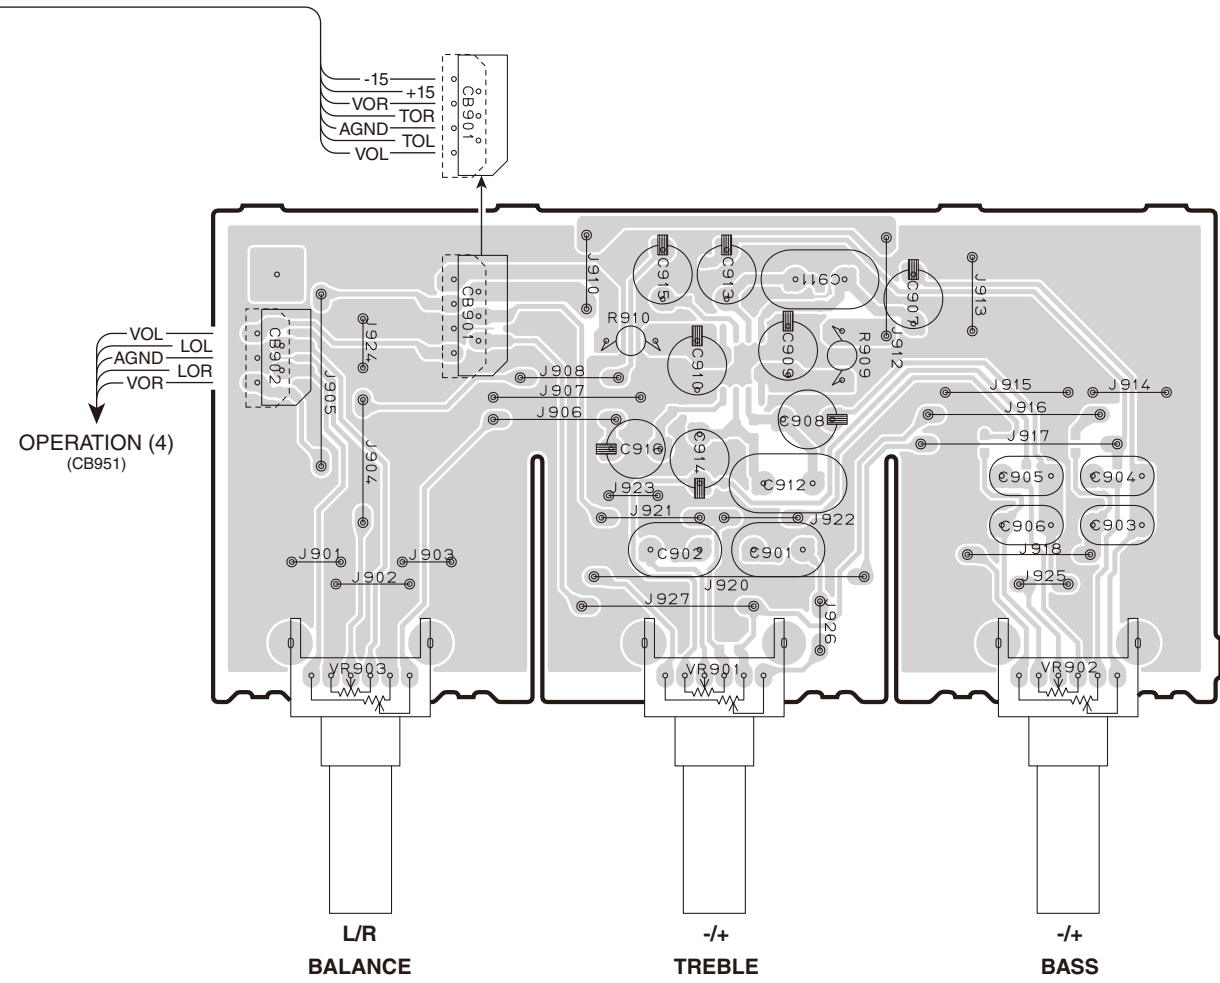 -15
+15
VOR
TOR
AGND
TOL
VOL
CB901
CB901
J910
C915
C913
C911
C907
J913
R910
C910
C909
R909
J912
VOL
LOL
AGND
LOR
VOR
CB902
J905
J924
J908
J907
J906
J915
J914
J916
C908
J917
OPERATION (4)
(CB951)
J904
C916
C914
C912
C905
C904
J923
J921
J922
C906
C903
J901
J903
J902
C902
C901
J918
J920
J925
J927
J926
VR903
VR901
VR902
L/R
BALANCE
-/+
TREBLE
-/+
BASS